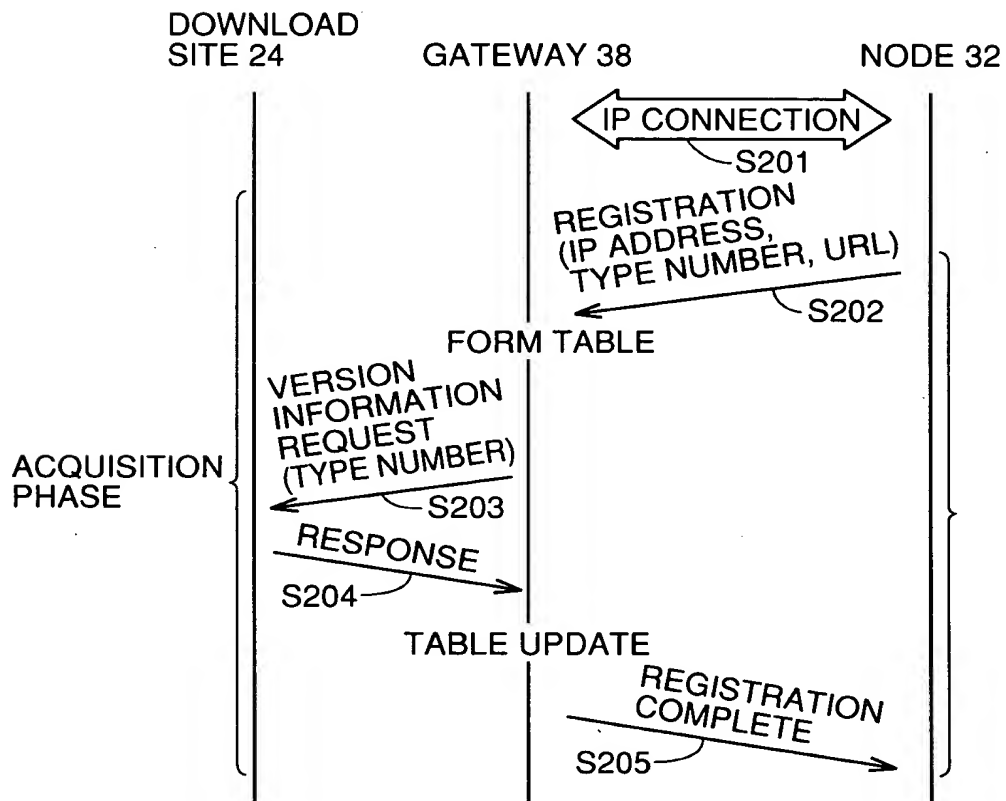 DOWNLOAD
SITE 24
GATEWAY 38
NODE 32
IP CONNECTION
S201
REGISTRATION
(IP ADDRESS,
TYPE NUMBER, URL)
S202
FORM TABLE
VERSION
INFORMATION
REQUEST
(TYPE NUMBER)
S203
ACQUISITION
PHASE
RESPONSE
S204
TABLE UPDATE
REGISTRATION
COMPLETE
S205